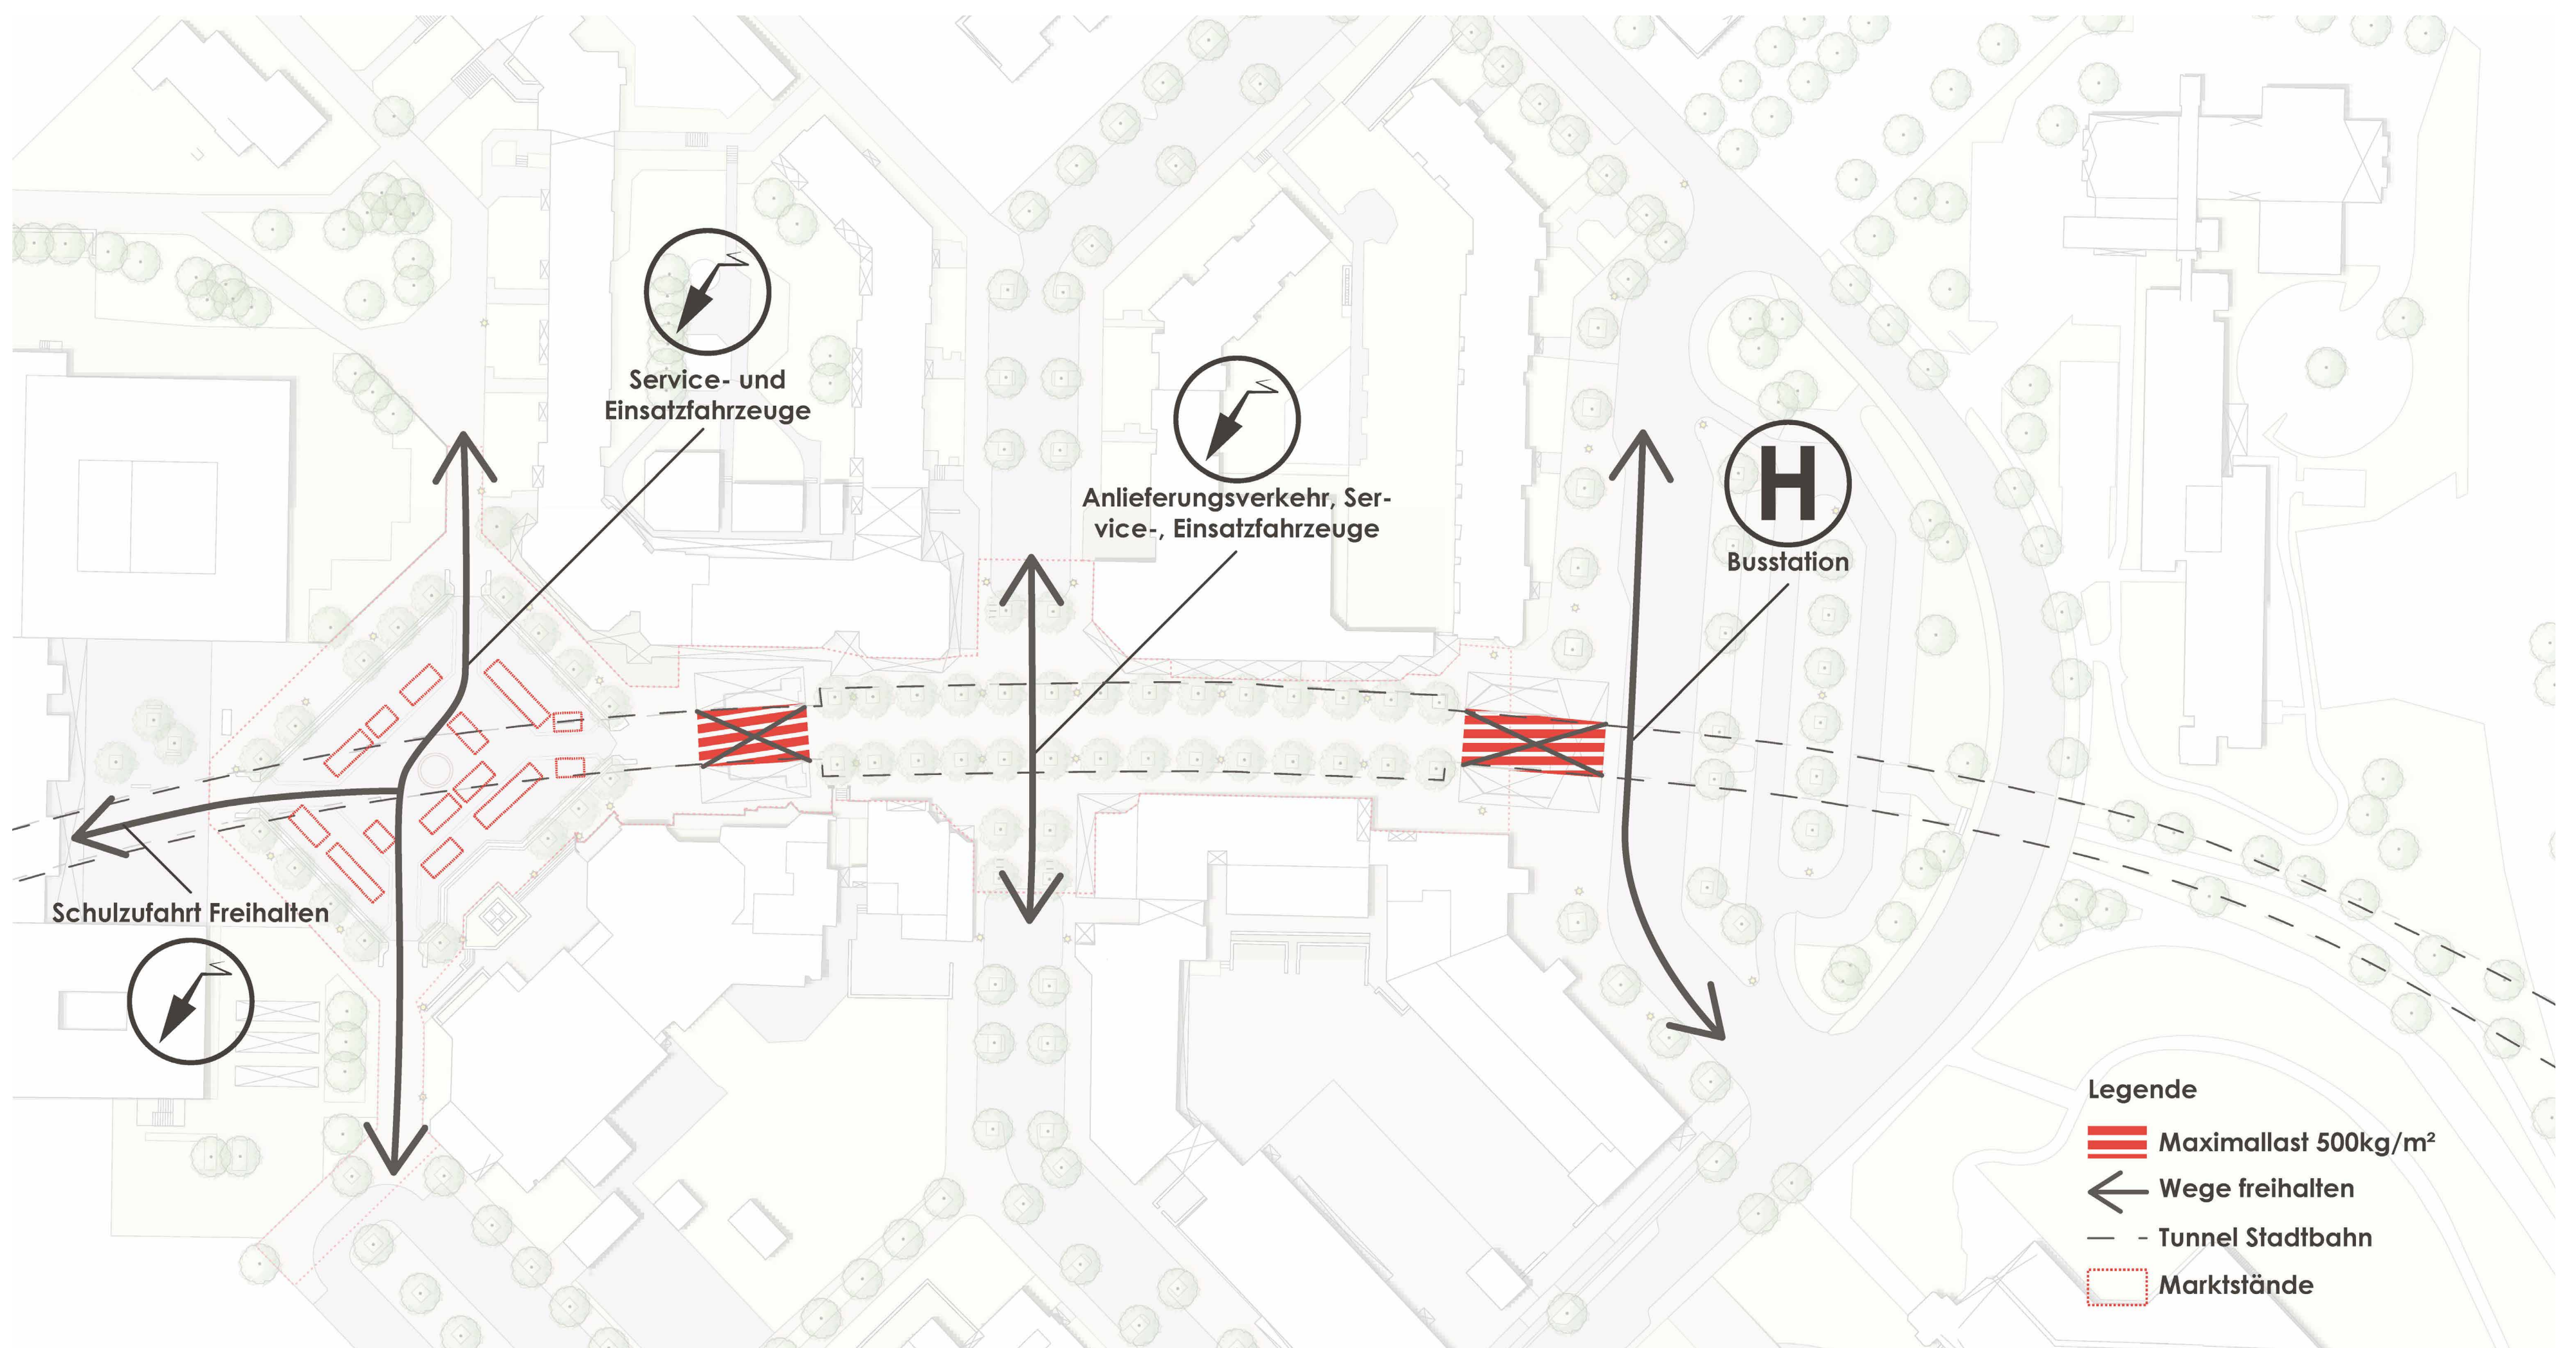 Service- und
Einsatzfahrzeuge
Anlieferungsverkehr, Ser-
vice-, Einsatzfahrzeuge
H
Busstation
Schulzufahrt Freihalten
Legende
Maximallast 500kg/m²
Wege freihalten
Tunnel Stadtbahn
Marktstände